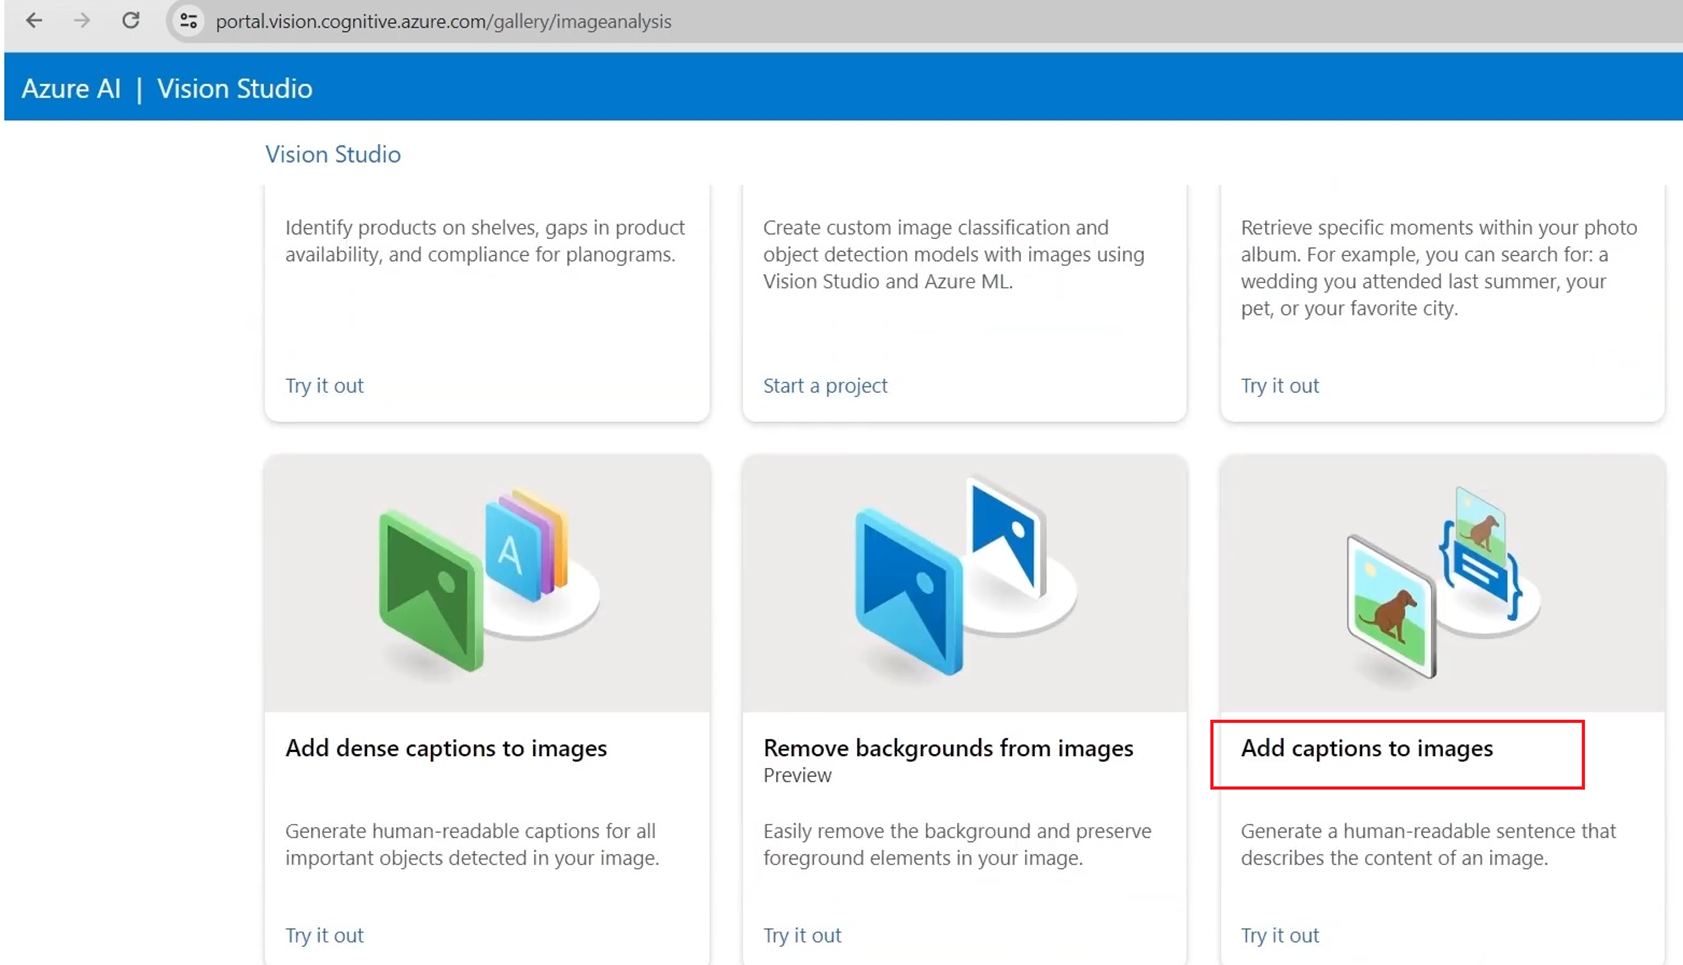 portal.vision.cognitive.azure.com/gallery/imageanalysis
Azure AI | Vision Studio
Vision Studio
Identify products on shelves, gaps in product
availability, and compliance for planograms.
Try it out
Create custom image classification and
object detection models with images using
Vision Studio and Azure ML.
Start a project
Retrieve specific moments within your photo
album. For example, you can search for: a
wedding you attended last summer, your
pet, or your favorite city.
Try it out
A
Add dense captions to images
Generate human-readable captions for all
important objects detected in your image.
Try it out
Remove backgrounds from images
Preview
Easily remove the background and preserve
foreground elements in your image.
Try it out
Add captions to images
Generate a human-readable sentence that
describes the content of an image.
Try it out